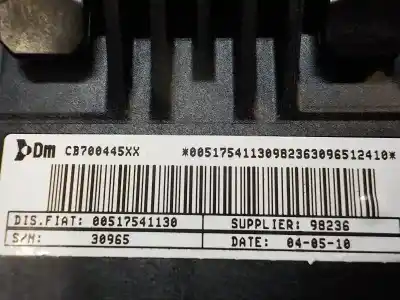 Dm CB700445XX *00517541130982363096512410*
DIS.FIAT: 00517541130 SUPPLIER: 98236
S/N: 30965 DATE: 04-05-10